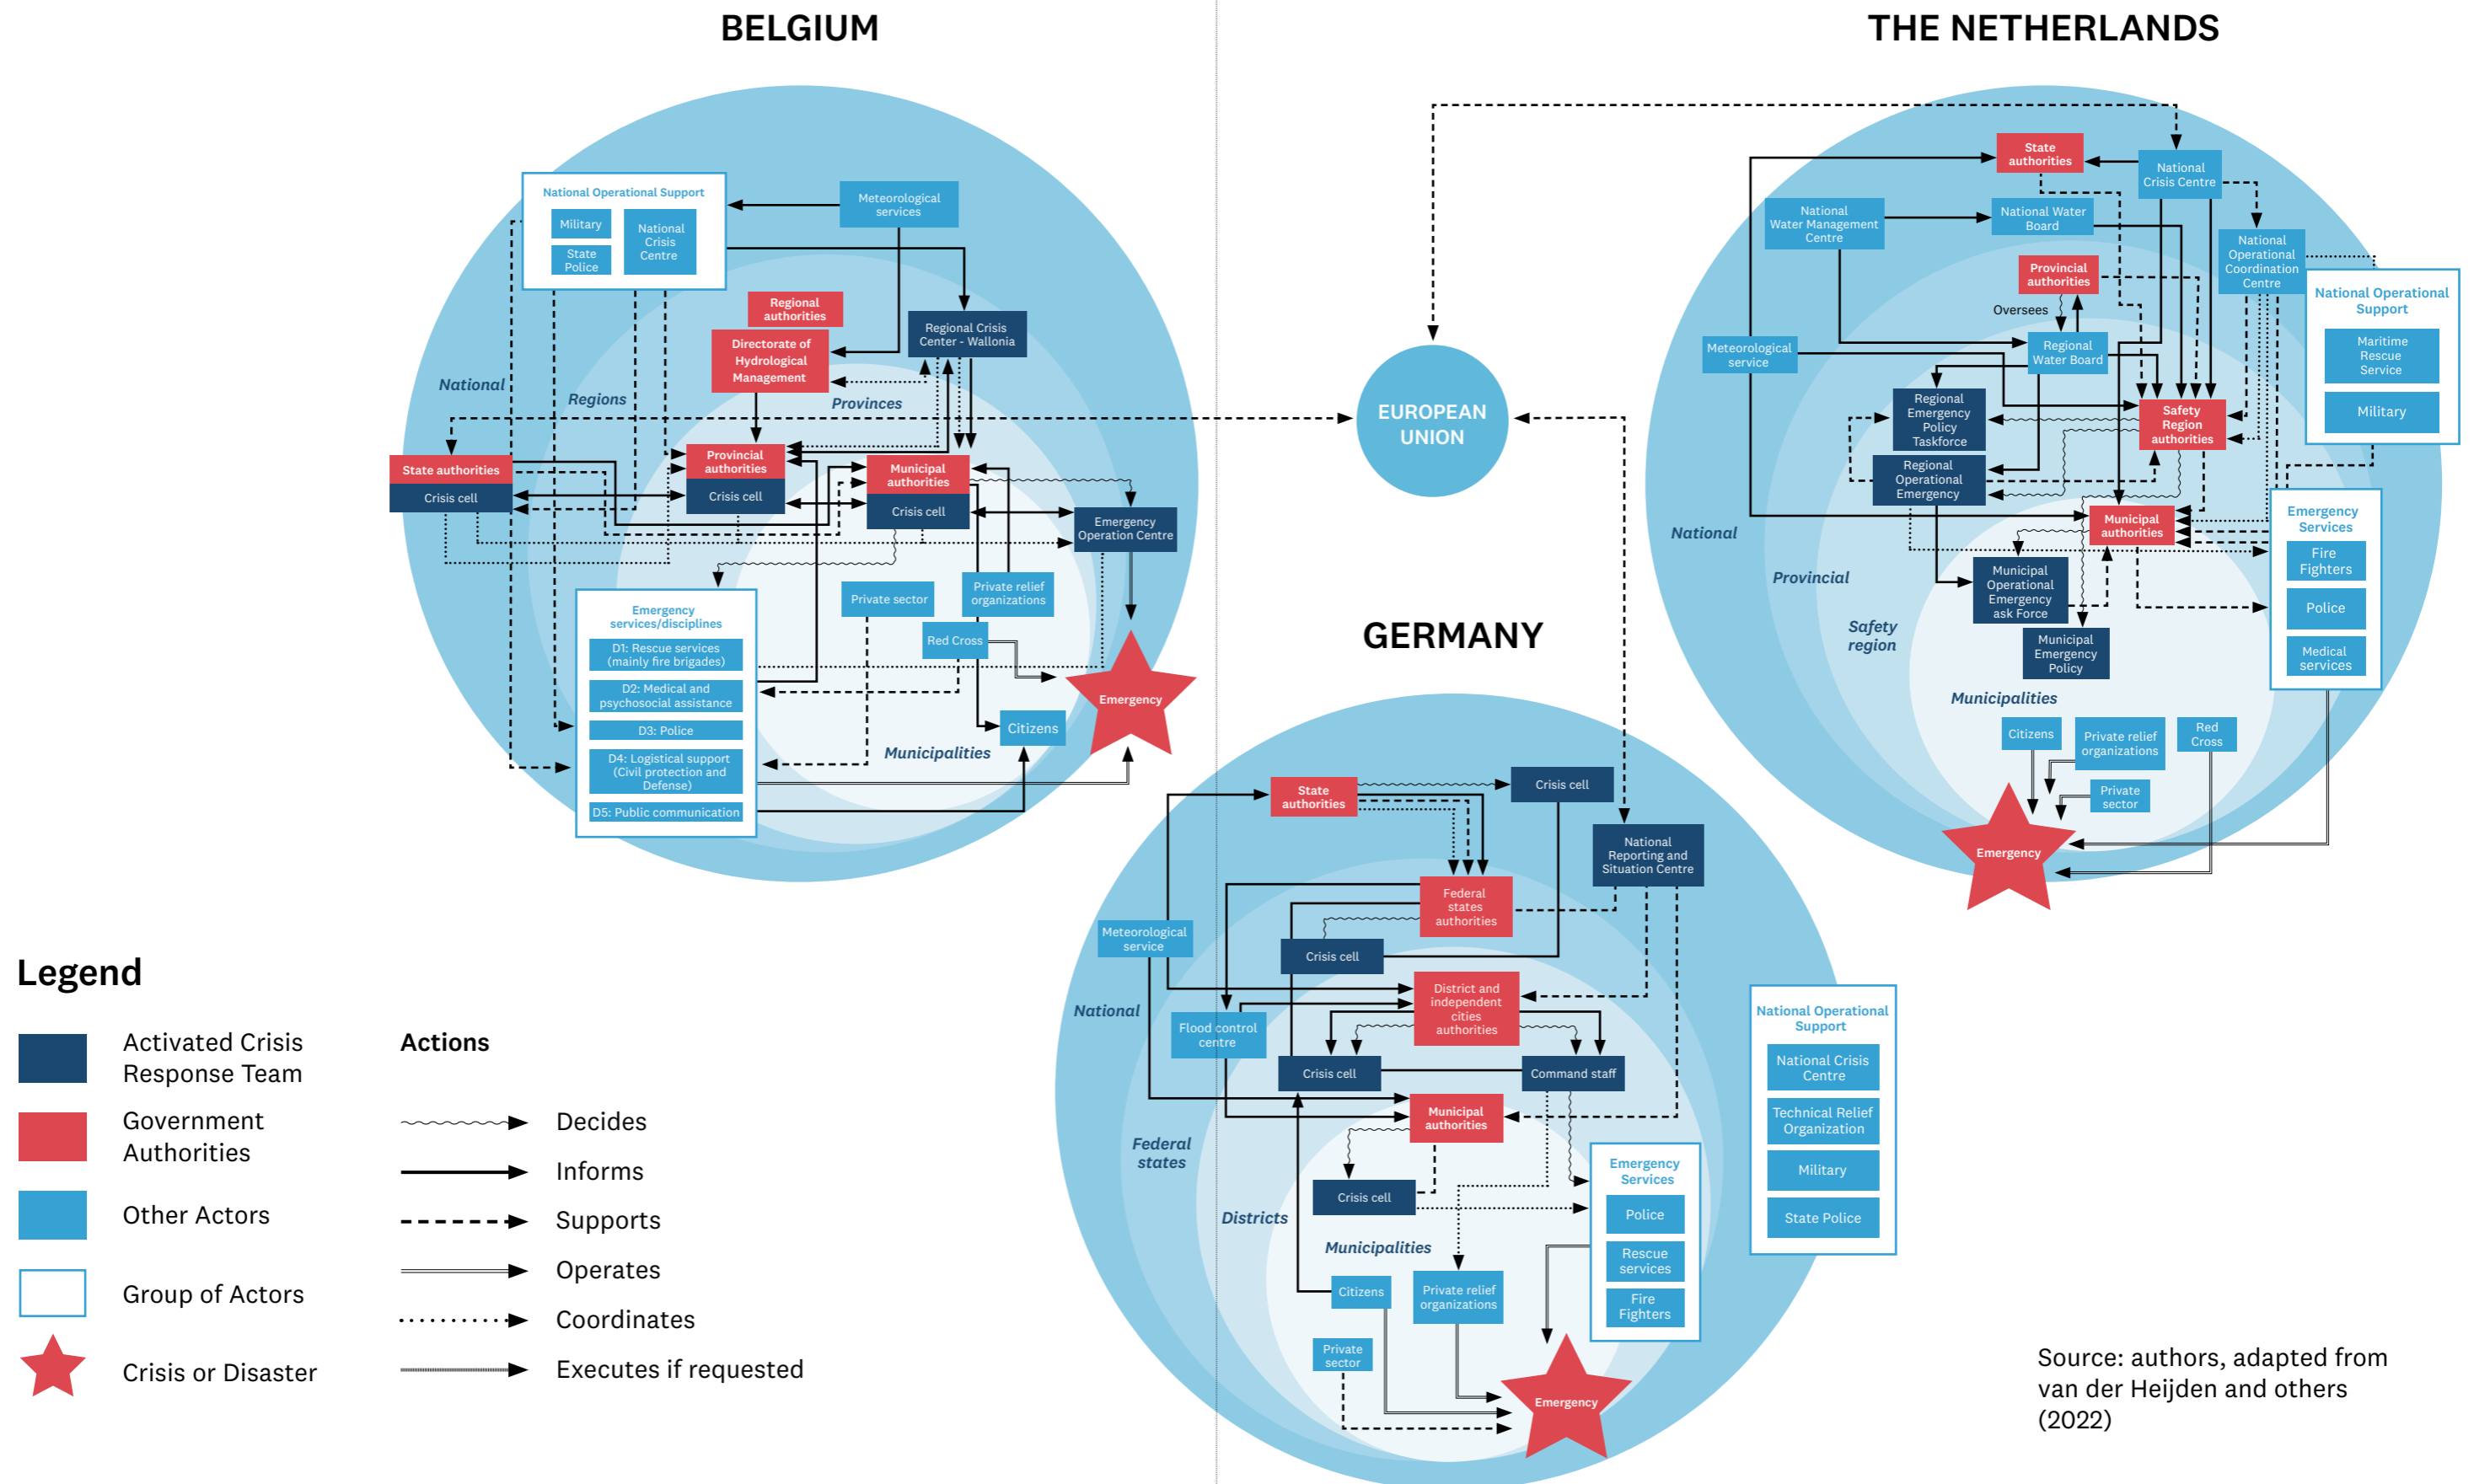 BELGIUM
National Operational Support
Military
State
Police
National
Crisis
Centre
Meteorological
services
Regional
authorities
Directorate of
Hydrological
Management
Regional Crisis
Center - Wallonia
National
Regions
Provinces
State authorities
Crisis cell
Provincial
authorities
Crisis cell
Municipal
authorities
Crisis cell
Emergency
Operation Centre
Emergency
services/disciplines
D1: Rescue services
(mainly fire brigades)
D2: Medical and
psychosocial assistance
D3: Police
D4: Logistical support
(Civil protection and
Defense)
D5: Public communication
Private sector
Private relief
organizations
Red Cross
Citizens
Municipalities
Emergency
EUROPEAN
UNION
THE NETHERLANDS
State
authorities
National
Crisis Centre
National
Water Management
Centre
National Water
Board
National
Operational
Coordination
Centre
Provincial
authorities
Oversees
Regional
Water Board
Meteorological
service
National Operational
Support
Maritime
Rescue
Service
Military
Regional
Emergency
Policy
Taskforce
Safety
Region
authorities
Regional
Operational
Emergency
Municipal
authorities
National
Provincial
Safety
region
Municipalities
Municipal
Operational
Emergency
ask Force
Municipal
Emergency
Policy
Emergency
Services
Fire
Fighters
Police
Medical
services
Citizens
Private relief
organizations
Red
Cross
Private
sector
Emergency
GERMANY
State
authorities
Crisis cell
National
Reporting and
Situation Centre
Federal
states
authorities
Meteorological
service
Crisis cell
District and
independent
cities
authorities
National
Flood control
centre
Crisis cell
Command staff
Municipal
authorities
Federal
states
Crisis cell
Districts
Municipalities
Emergency
Services
Police
Rescue
services
Fire
Fighters
Citizens
Private relief
organizations
Private
sector
Emergency
National Operational
Support
National Crisis
Centre
Technical Relief
Organization
Military
State Police
Legend
Activated Crisis
Response Team
Government
Authorities
Other Actors
Group of Actors
Crisis or Disaster
Actions
Decides
Informs
Supports
Operates
Coordinates
Executes if requested
Source: authors, adapted from
van der Heijden and others
(2022)